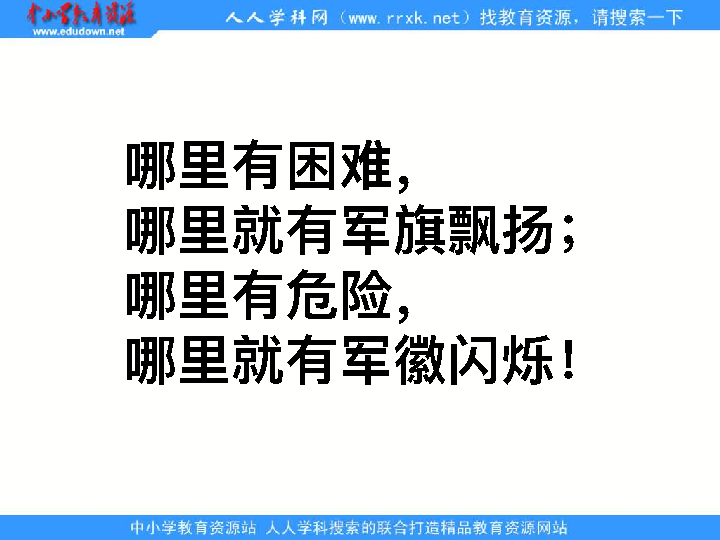 中小学教育资源
www.edudown.net
人人学科网（www.rrxk.net）找教育资源，请搜索一下
哪里有困难，
哪里就有军旗飘扬；
哪里有危险，
哪里就有军徽闪烁！
中小学教育资源站 人人学科搜索的联合打造精品教育资源网站